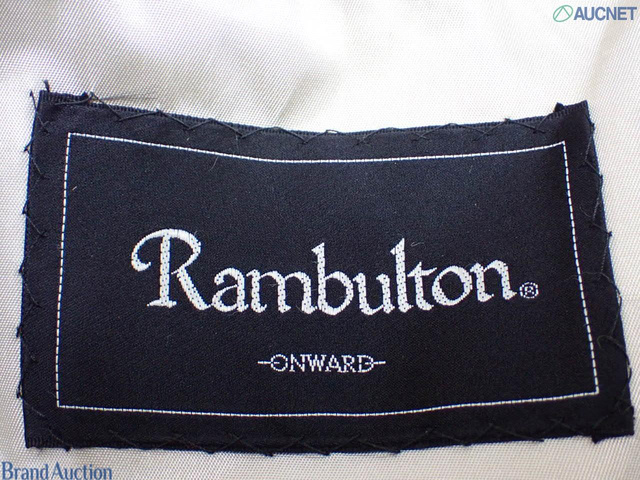 AUCNET
Rambulton®
ONWARD
Brand Auction